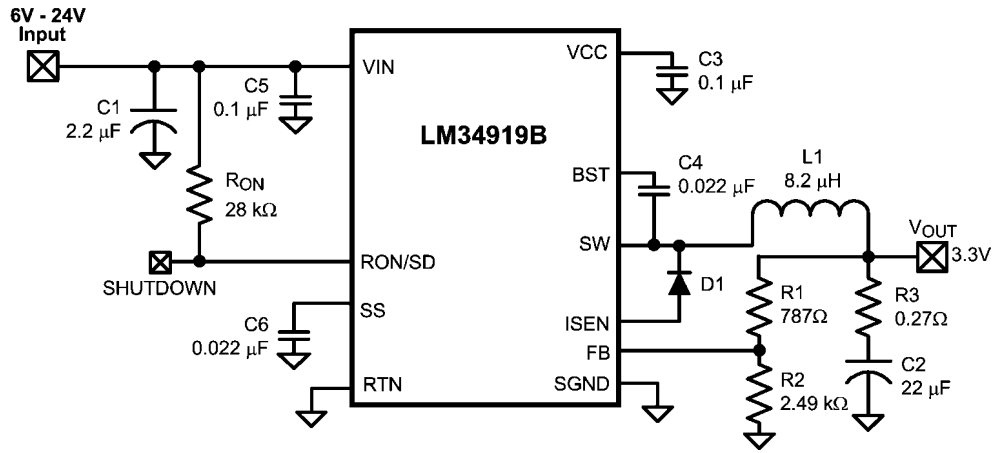 6V - 24V
Input
VIN
C1
2.2 µF
C5
0.1 µF
RON
28 kΩ
SHUTDOWN
RON/SD
SS
C6
0.022 µF
RTN
LM34919B
VCC
C3
0.1 µF
BST
C4
0.022 µF
L1
8.2 µH
SW
D1
ISEN
FB
SGND
VOUT
3.3V
R1
787Ω
R3
0.27Ω
R2
2.49 kΩ
C2
22 µF